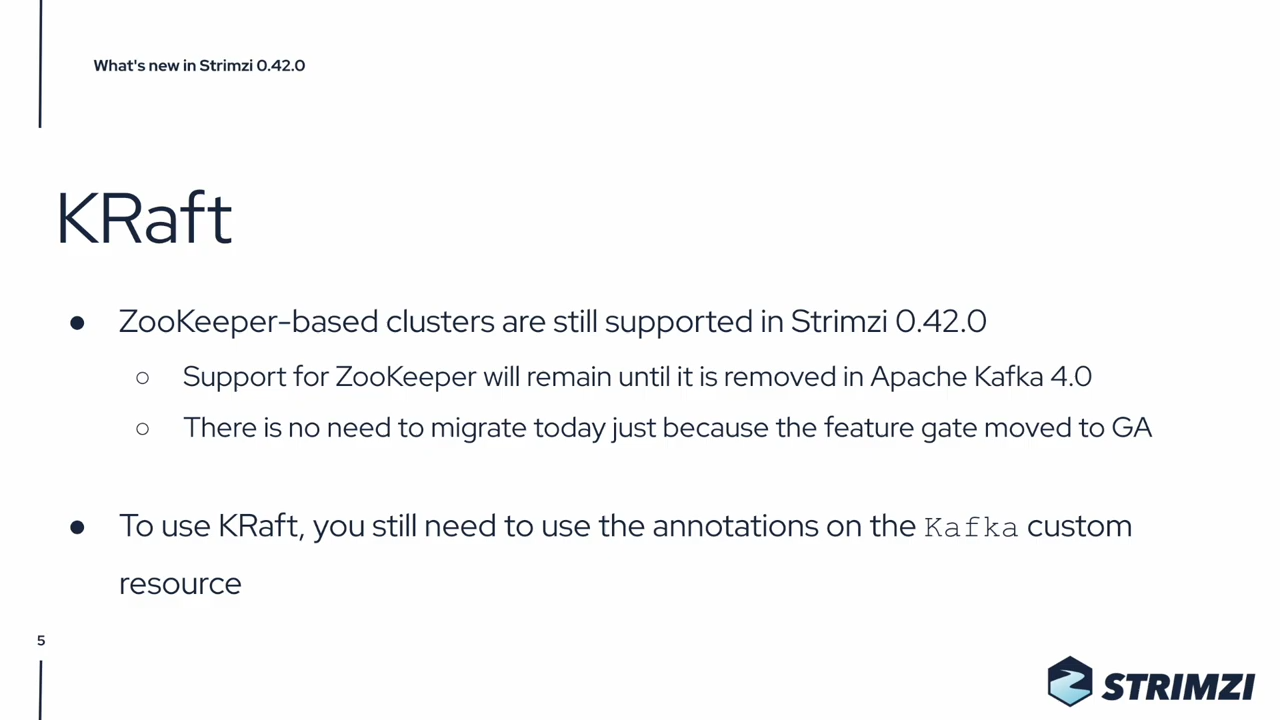 What's new in Strimzi 0.42.0
KRaft
● ZooKeeper-based clusters are still supported in Strimzi 0.42.0
○ Support for ZooKeeper will remain until it is removed in Apache Kafka 4.0
○ There is no need to migrate today just because the feature gate moved to GA
● To use KRaft, you still need to use the annotations on the Kafka custom
resource
5
STRIMZI